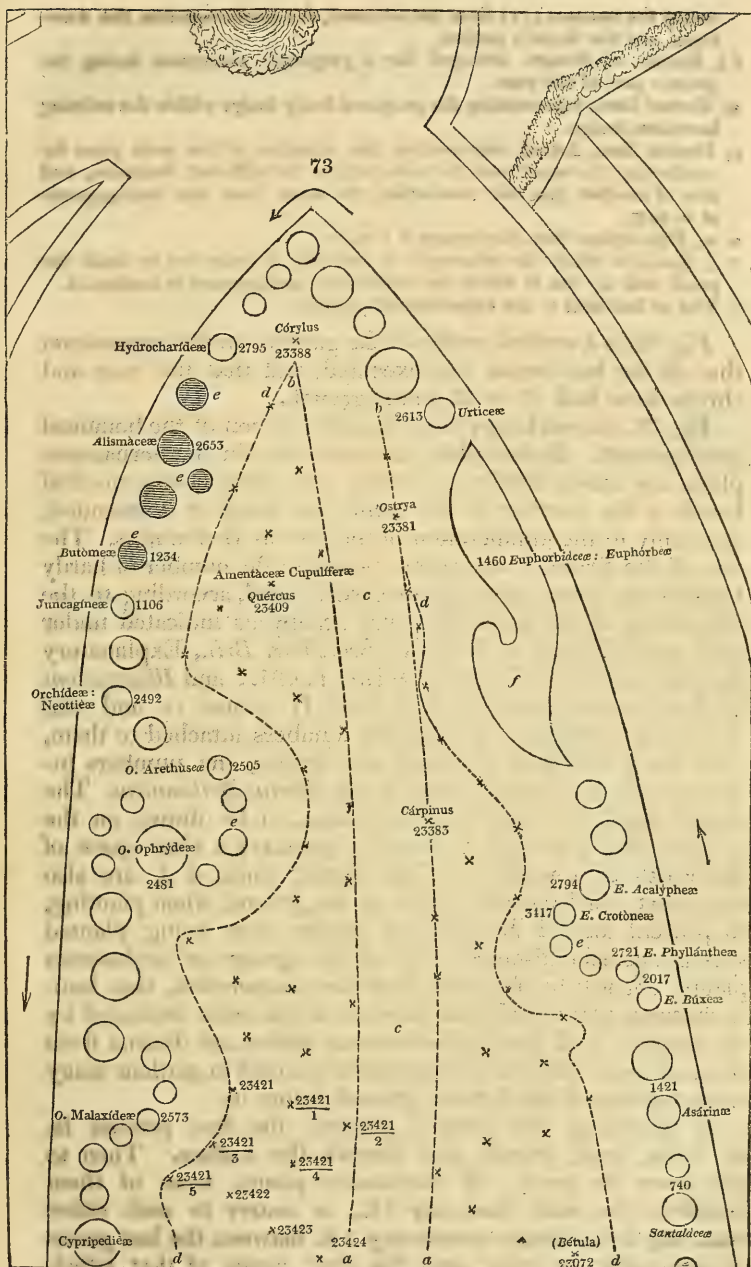 73
Córylus
23388
Hydrocharídeæ
2795
b
d
e
b
2613
Urticeæ
Alismàceæ
2653
e
Ostrya
23381
e
Butòmeæ
1234
1460 Euphorbiàceæ: Euphórbeæ
Amentàceæ Cupulíferæ
Quércus
23409
c
d
Juncagíneæ
1106
f
Orchídeæ:
Neottièæ
2492
O. Arethùseæ
2505
Cárpinus
23383
e
O. Ophrýdeæ
2481
2794
E. Acalýpheæ
3417
E. Crotòneæ
e
2721
E. Phyllántheæ
2017
E. Búxeæ
c
23421
1421
Asárinæ
O. Malaxídeæ
2573
23421
1
23421
2
23421
3
23421
4
23421
5
23422
740
Santalàceæ
23423
Cypripedièæ
23424
(Bétula)
23072
d
a
a
d